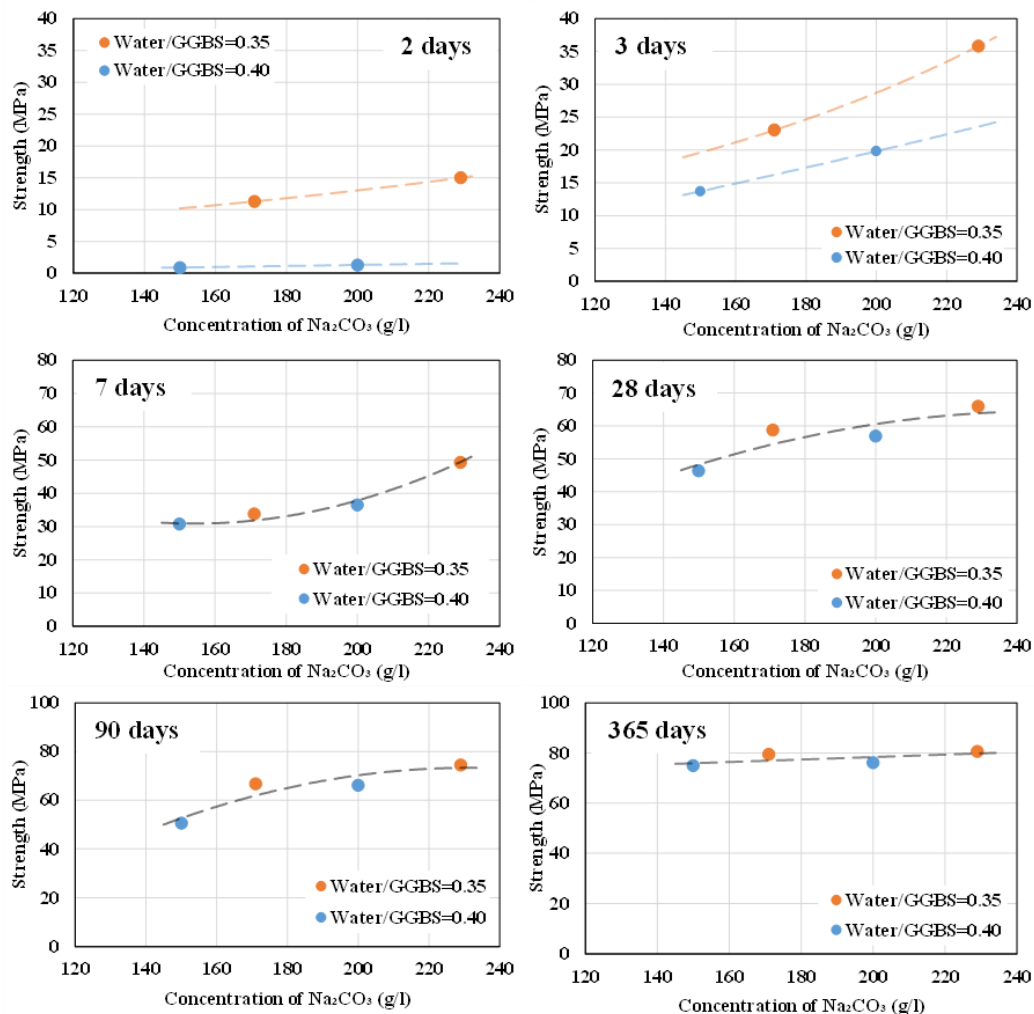 2 days
Water/GGBS=0.35
Water/GGBS=0.40
Strength (MPa)
40
35
30
25
20
15
10
5
0
120 140 160 180 200 220 240
Concentration of Na₂CO₃ (g/l)
3 days
Water/GGBS=0.35
Water/GGBS=0.40
Strength (MPa)
40
35
30
25
20
15
10
5
0
120 140 160 180 200 220 240
Concentration of Na₂CO₃ (g/l)
7 days
Water/GGBS=0.35
Water/GGBS=0.40
Strength (MPa)
80
70
60
50
40
30
20
10
0
120 140 160 180 200 220 240
Concentration of Na₂CO₃ (g/l)
28 days
Water/GGBS=0.35
Water/GGBS=0.40
Strength (MPa)
80
70
60
50
40
30
20
10
0
120 140 160 180 200 220 240
Concentration of Na₂CO₃ (g/l)
90 days
Water/GGBS=0.35
Water/GGBS=0.40
Strength (MPa)
100
80
60
40
20
0
120 140 160 180 200 220 240
Concentration of Na₂CO₃ (g/l)
365 days
Water/GGBS=0.35
Water/GGBS=0.40
Strength (MPa)
100
80
60
40
20
0
120 140 160 180 200 220 240
Concentration of Na₂CO₃ (g/l)